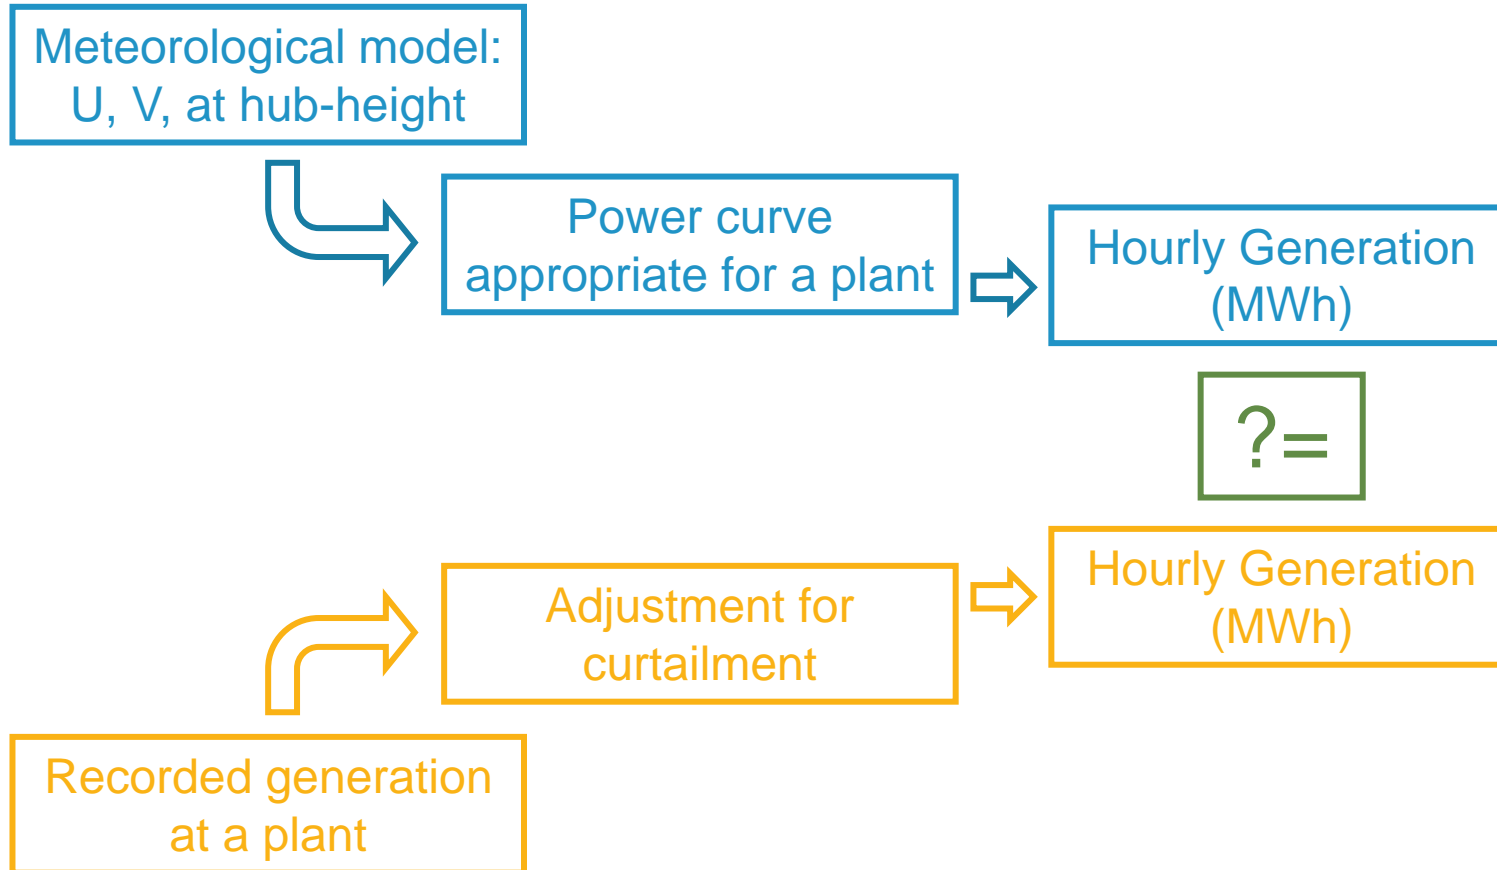 Meteorological model:
U, V, at hub-height
Power curve
appropriate for a plant
Hourly Generation
(MWh)
?=
Hourly Generation
(MWh)
Adjustment for
curtailment
Recorded generation
at a plant